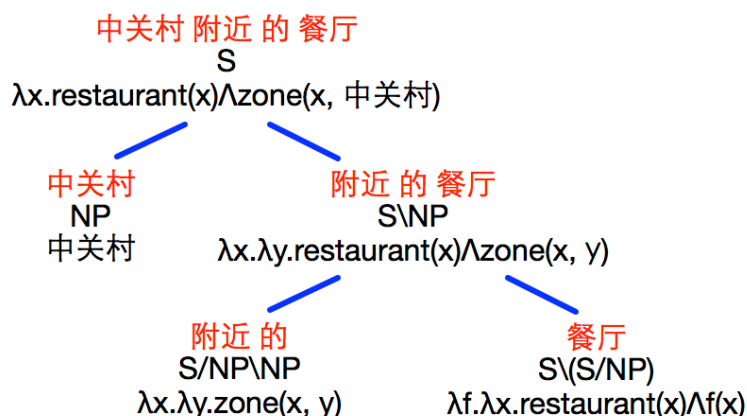 中关村 附近 的 餐厅
S
λx.restaurant(x)Λzone(x, 中关村)
中关村
NP
中关村
附近 的 餐厅
S\NP
λx.λy.restaurant(x)Λzone(x, y)
附近 的
S/NP\NP
λx.λy.zone(x, y)
餐厅
S\(S/NP)
λf.λx.restaurant(x)Λf(x)